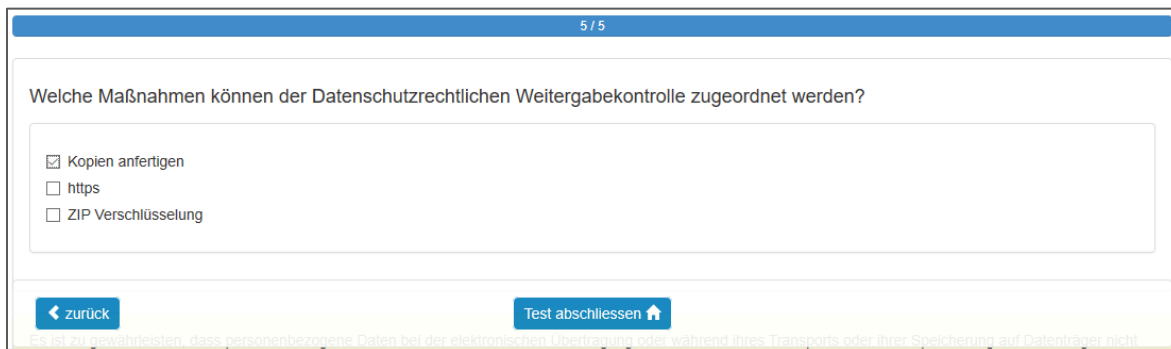 5 / 5
Welche Maßnahmen können der Datenschutzrechtlichen Weitergabekontrolle zugeordnet werden?
Kopien anfertigen
https
ZIP Verschlüsselung
zurück
Test abschliessen
Es ist zu gewährleisten, dass personenbezogene Daten bei der elektronischen Übertragung oder während ihres Transports oder ihrer Speicherung auf Datenträger nicht